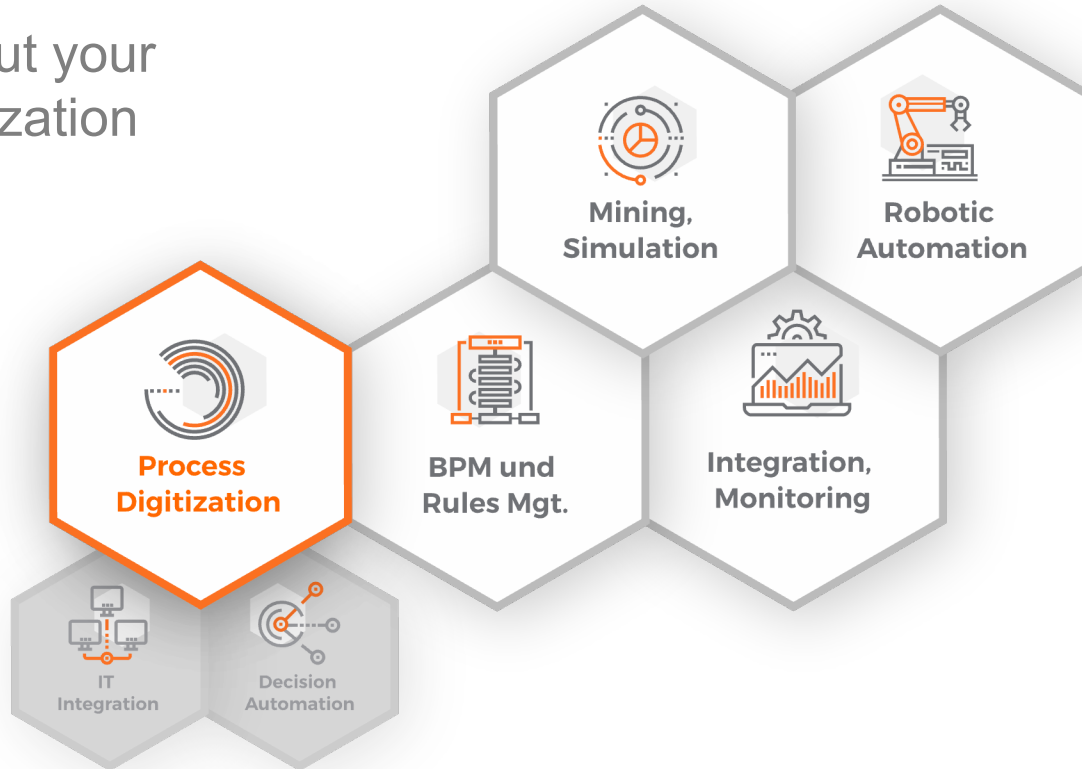 ut your
zation
Mining,
Simulation
Robotic
Automation
Process
Digitization
BPM und
Rules Mgt.
Integration,
Monitoring
IT
Integration
Decision
Automation